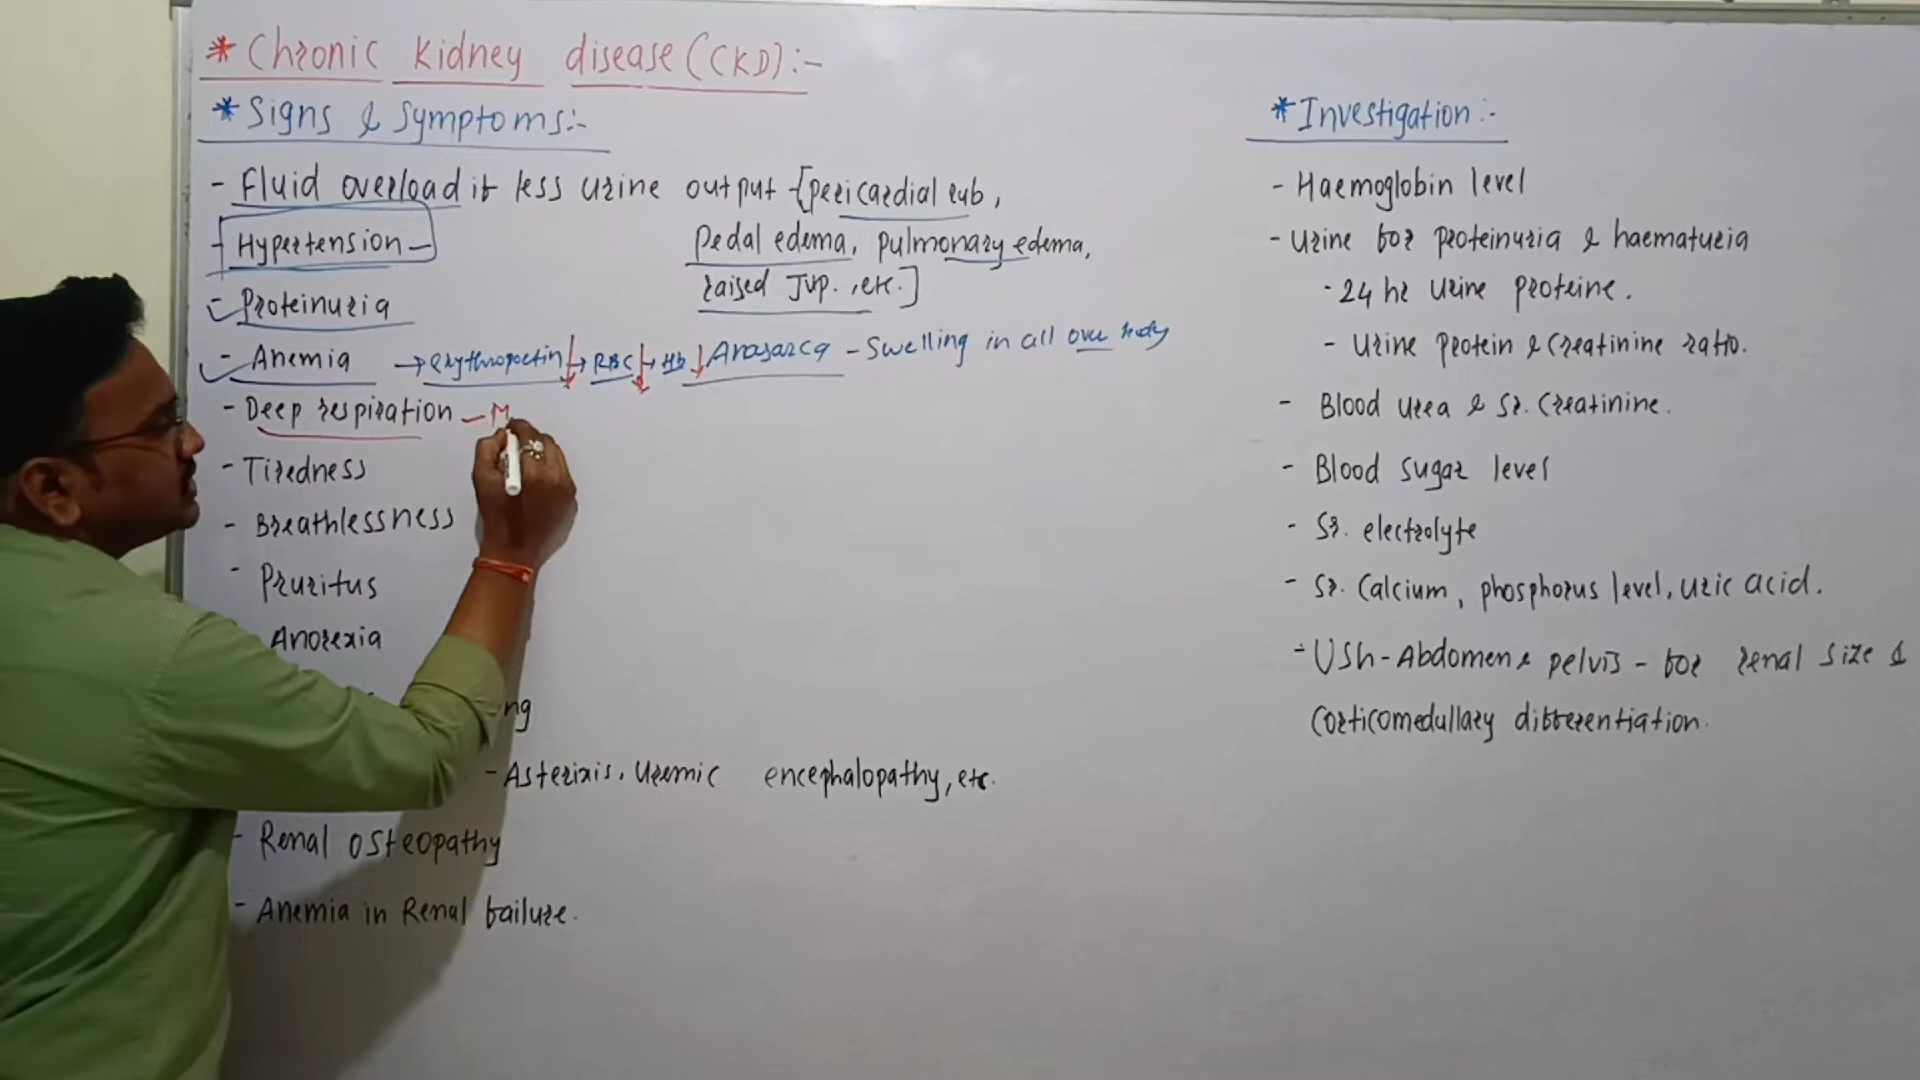 * Chronic kidney disease (CKD):-
* Signs & Symptoms:-
- Fluid overload if less urine output - [pericardial rub,
pedal edema, pulmonary edema,
raised JVP., etc.]
- Hypertension -
- Proteinuria
- Anemia → erythropoetin ↓ → RBC ↓ → Hb ↓ Anasarca - Swelling in all over body
- Deep respiration - M
- Tiredness
- Breathlessness
- Pruritus
Anorexia
ng
- Asterixis, Uremic encephalopathy, etc.
- Renal Osteopathy
- Anemia in Renal failure.
* Investigation:-
- Haemoglobin level
- Urine for proteinuria & haematuria
- 24 hr urine proteine.
- Urine protein & creatinine ratio.
- Blood urea & Sr. Creatinine.
- Blood sugar level
- Sr. electrolyte
- Sr. Calcium, phosphorus level, uric acid.
- USG-Abdomen & pelvis - for renal size &
Corticomedullary differentiation.